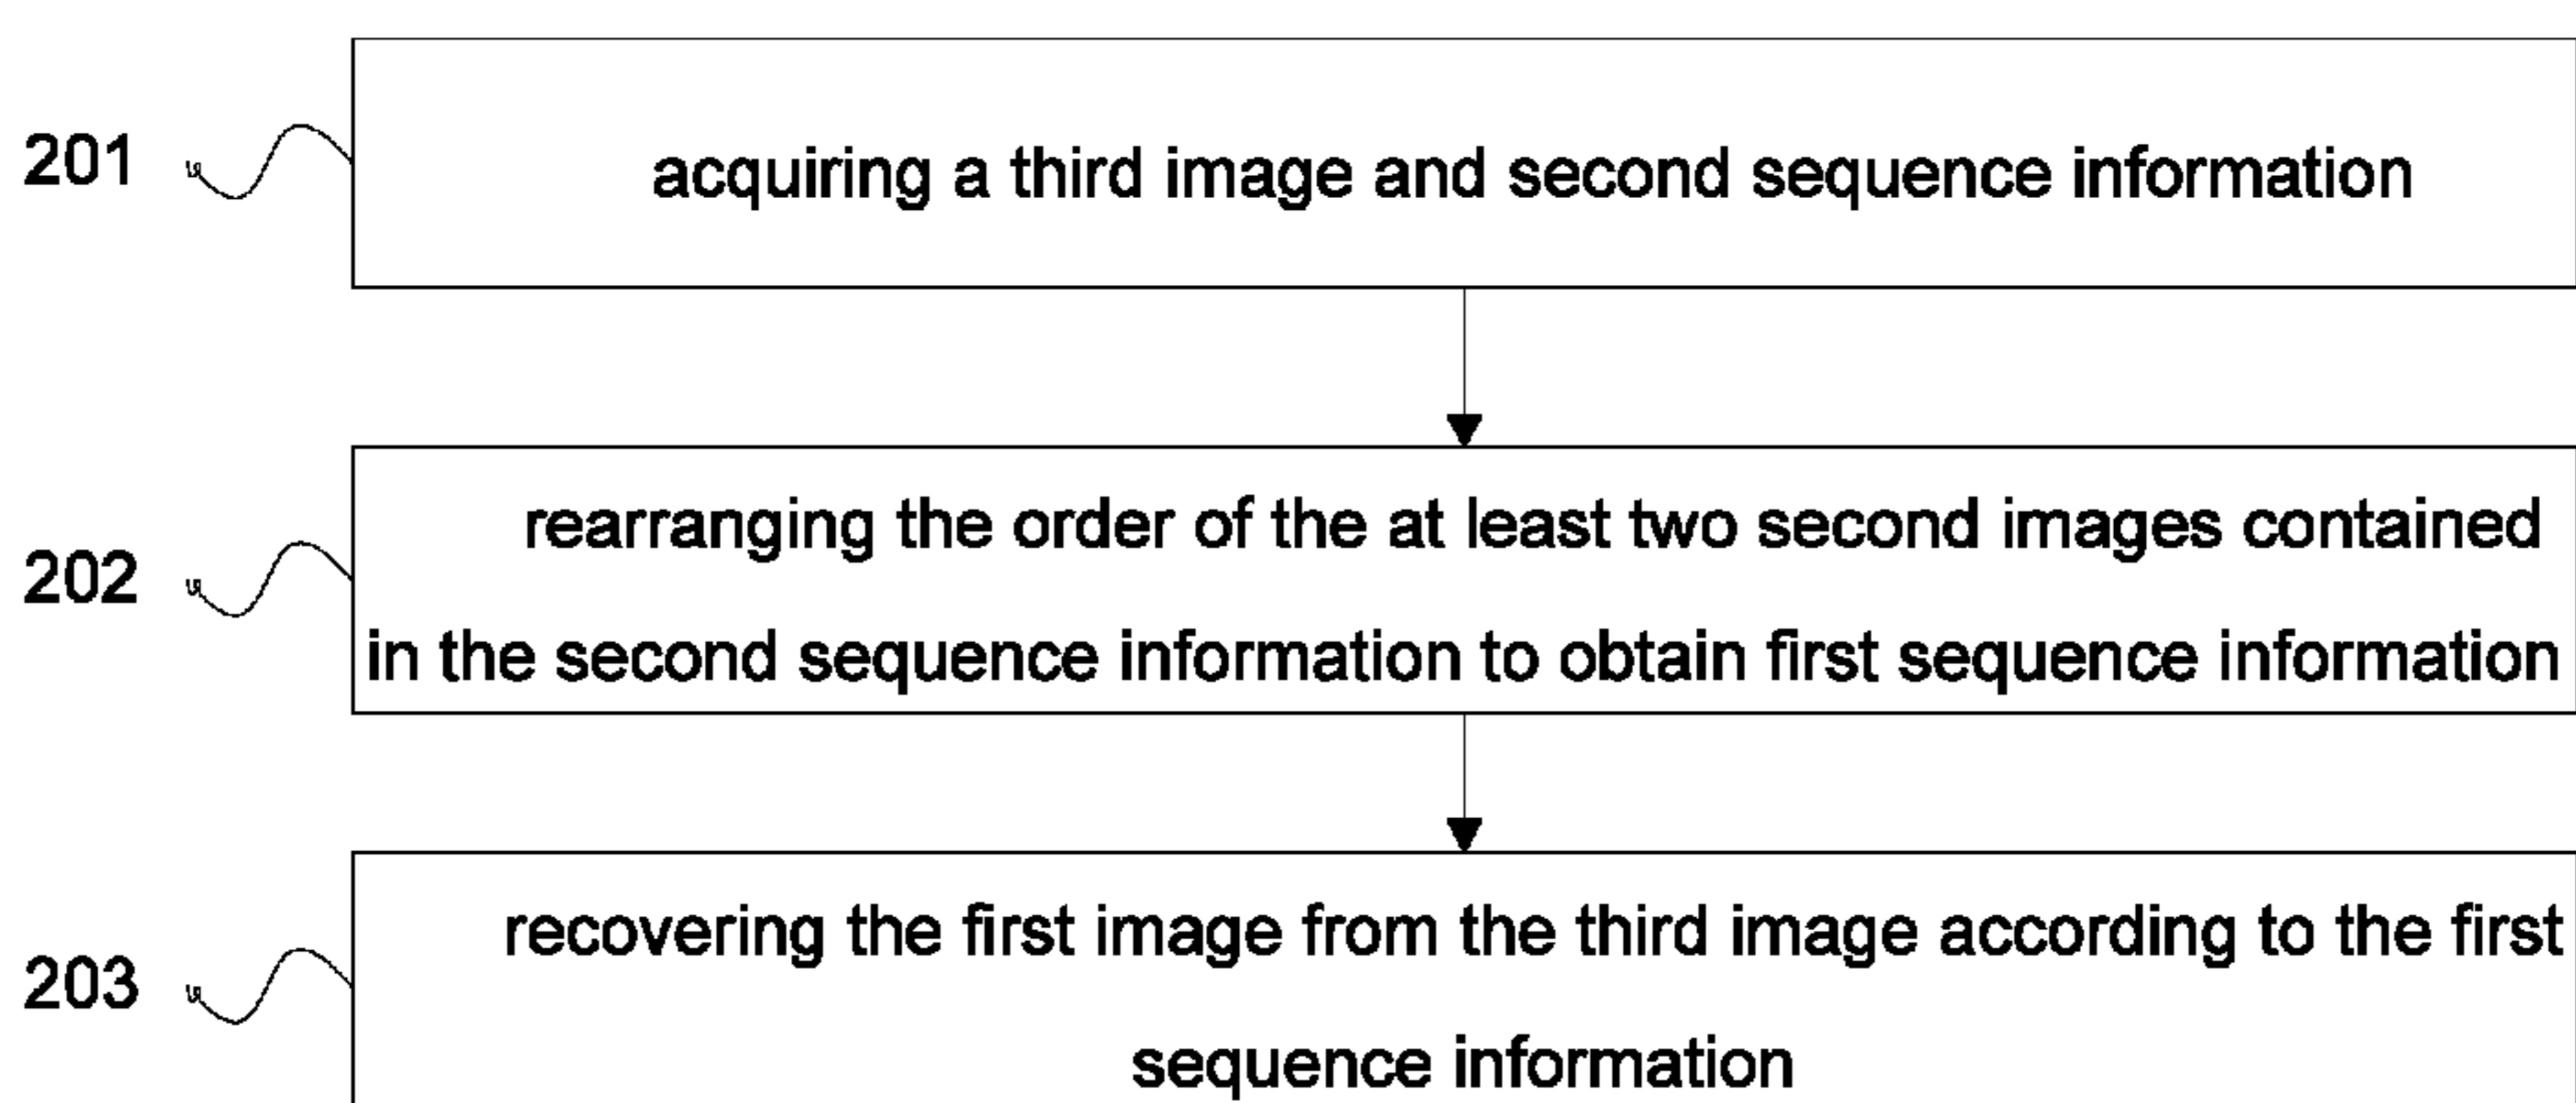 201
acquiring a third image and second sequence information
202
rearranging the order of the at least two second images contained
in the second sequence information to obtain first sequence information
203
recovering the first image from the third image according to the first
sequence information